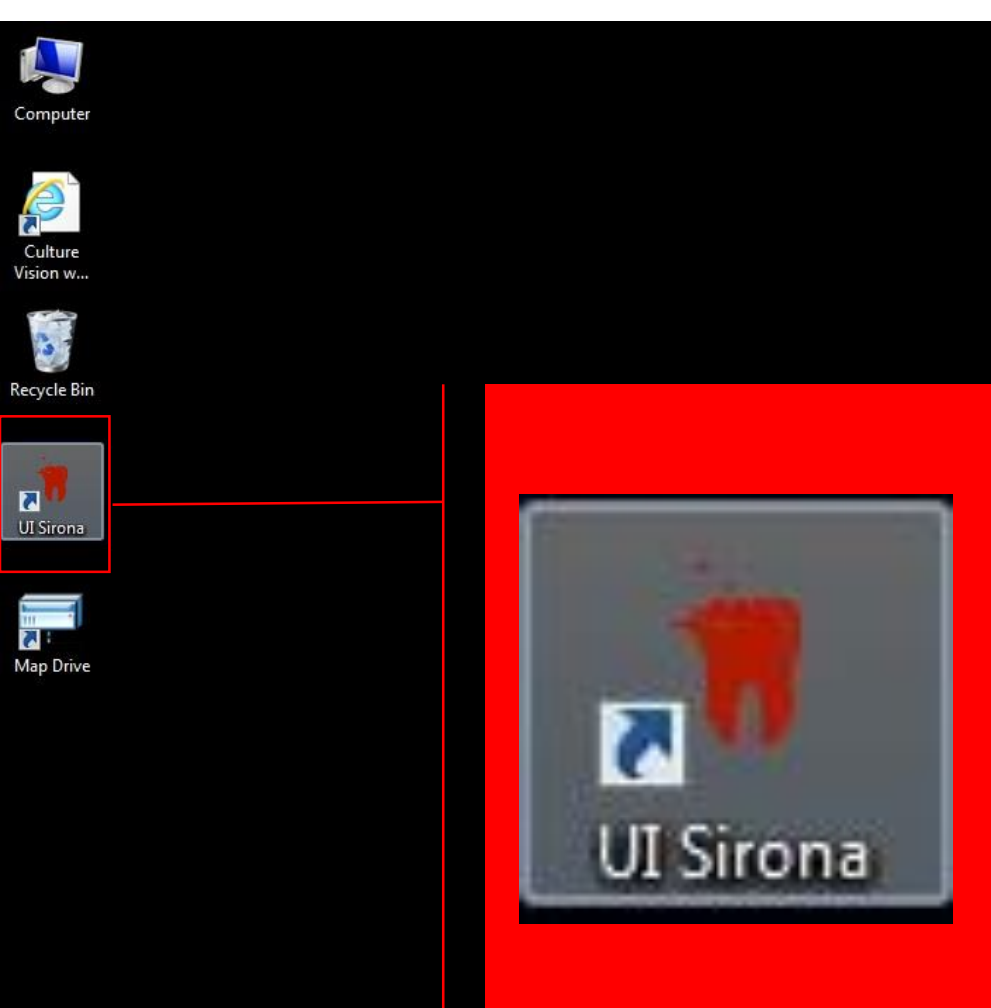 Computer
Culture
Vision w...
Recycle Bin
UI Sirona
Map Drive
UI Sirona